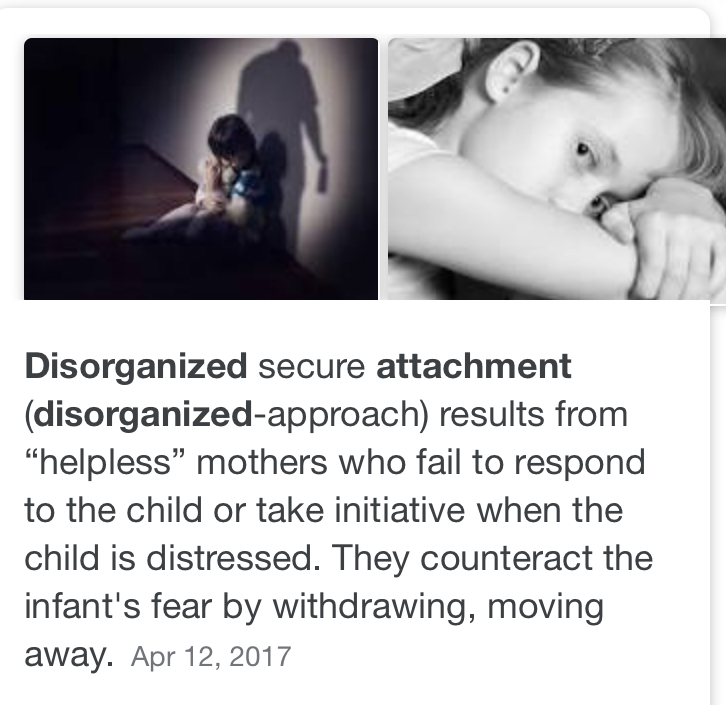 Disorganized secure attachment
(disorganized-approach) results from
“helpless” mothers who fail to respond
to the child or take initiative when the
child is distressed. They counteract the
infant's fear by withdrawing, moving
away. Apr 12, 2017